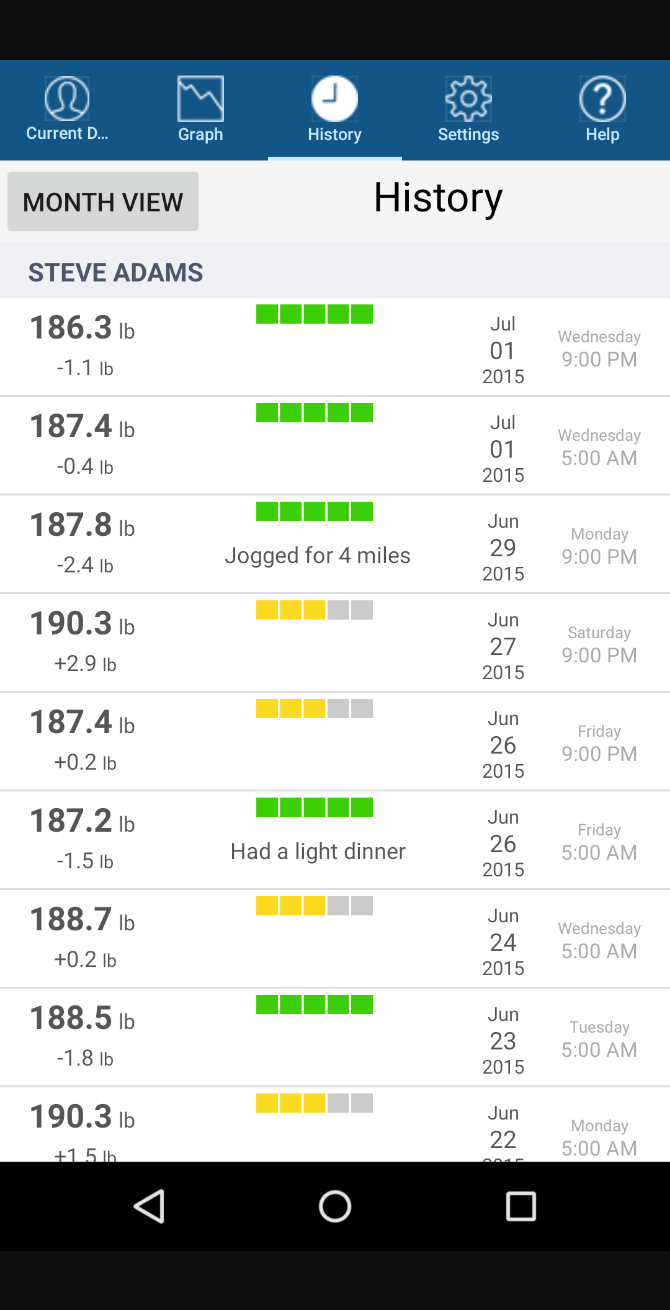 Current D...
Graph
History
Settings
Help
MONTH VIEW
History
STEVE ADAMS
186.3 lb
-1.1 lb
Jul
01
2015
Wednesday
9:00 PM
187.4 lb
-0.4 lb
Jul
01
2015
Wednesday
5:00 AM
187.8 lb
-2.4 lb
Jogged for 4 miles
Jun
29
2015
Monday
9:00 PM
190.3 lb
+2.9 lb
Jun
27
2015
Saturday
9:00 PM
187.4 lb
+0.2 lb
Jun
26
2015
Friday
9:00 PM
187.2 lb
-1.5 lb
Had a light dinner
Jun
26
2015
Friday
5:00 AM
188.7 lb
+0.2 lb
Jun
24
2015
Wednesday
5:00 AM
188.5 lb
-1.8 lb
Jun
23
2015
Tuesday
5:00 AM
190.3 lb
+1.5 lb
Jun
22
Monday
5:00 AM